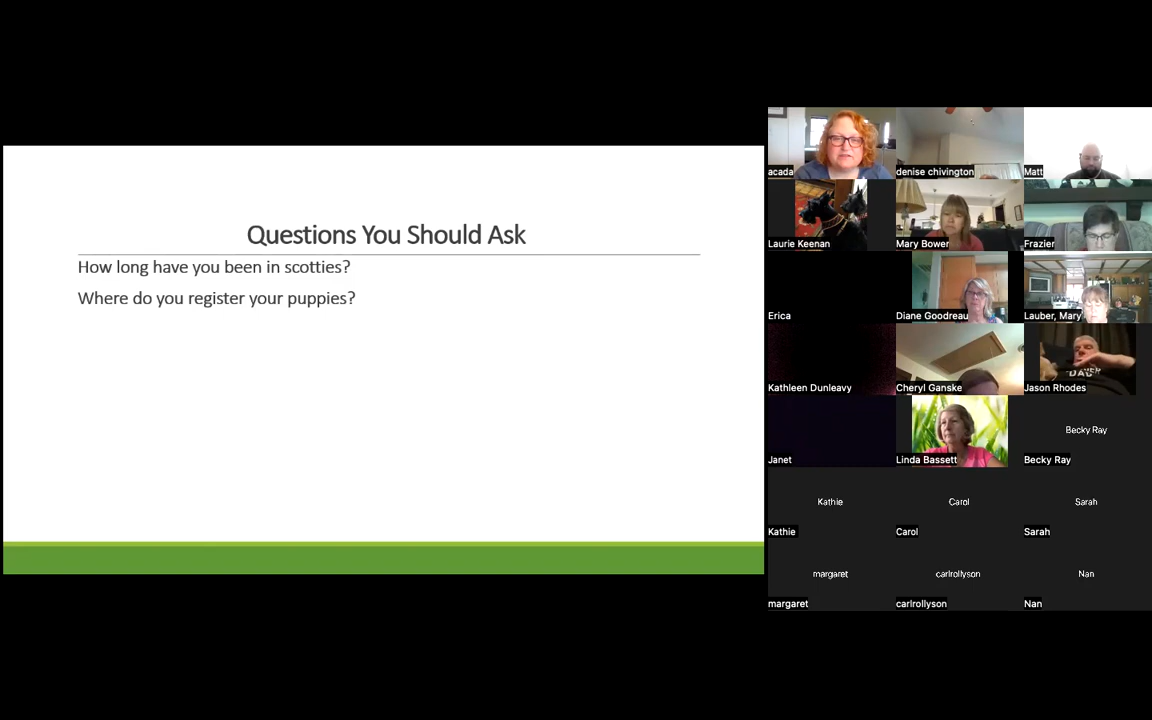 Questions You Should Ask
How long have you been in scotties?
Where do you register your puppies?
acada
denise chivington
Matt
Laurie Keenan
Mary Bower
Frazier
Erica
Diane Goodreau
Lauber, Mary
Kathleen Dunleavy
Cheryl Ganske
Jason Rhodes
Janet
Linda Bassett
Becky Ray
Becky Ray
Kathie
Carol
Sarah
Kathie
Carol
Sarah
margaret
carlrollyson
Nan
margaret
carlrollyson
Nan